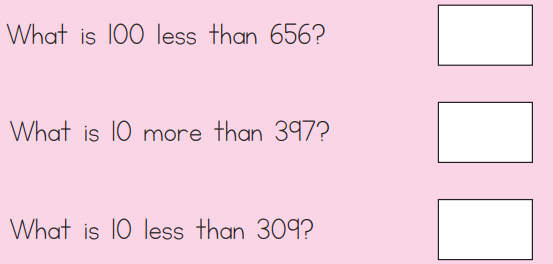 What is 100 less than 656?
What is 10 more than 397?
What is 10 less than 309?